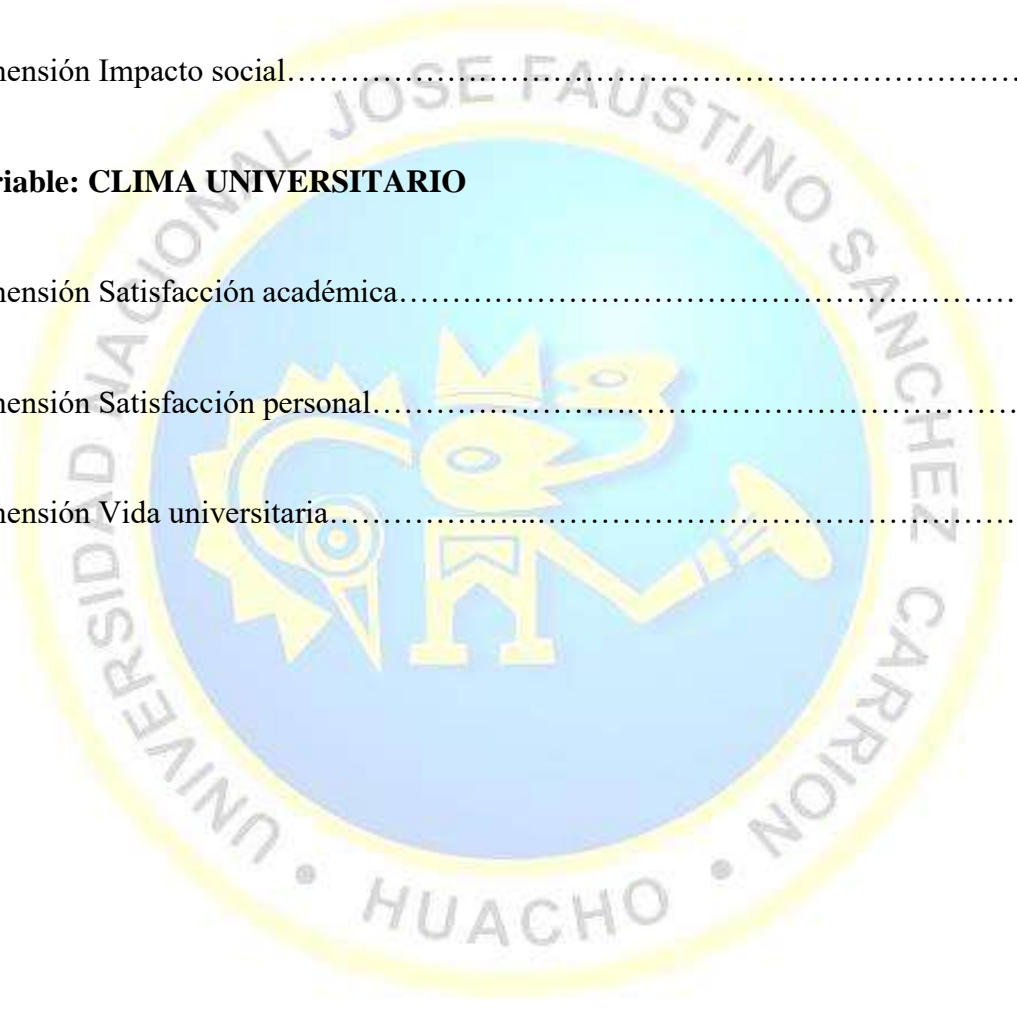 mensión Impacto social……………………………………………………………………
riable: CLIMA UNIVERSITARIO
mensión Satisfacción académica……………………………………………………
mensión Satisfacción personal…………………….………………………………
mensión Vida universitaria………………..………………………………………
UNIVERSIDAD NACIONAL JOSE FAUSTINO SANCHEZ CARRION • HUACHO •